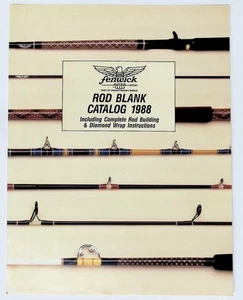 fenwick
ROD BLANK
CATALOG 1988
Including Complete Rod Building
& Diamond Wrap Instructions